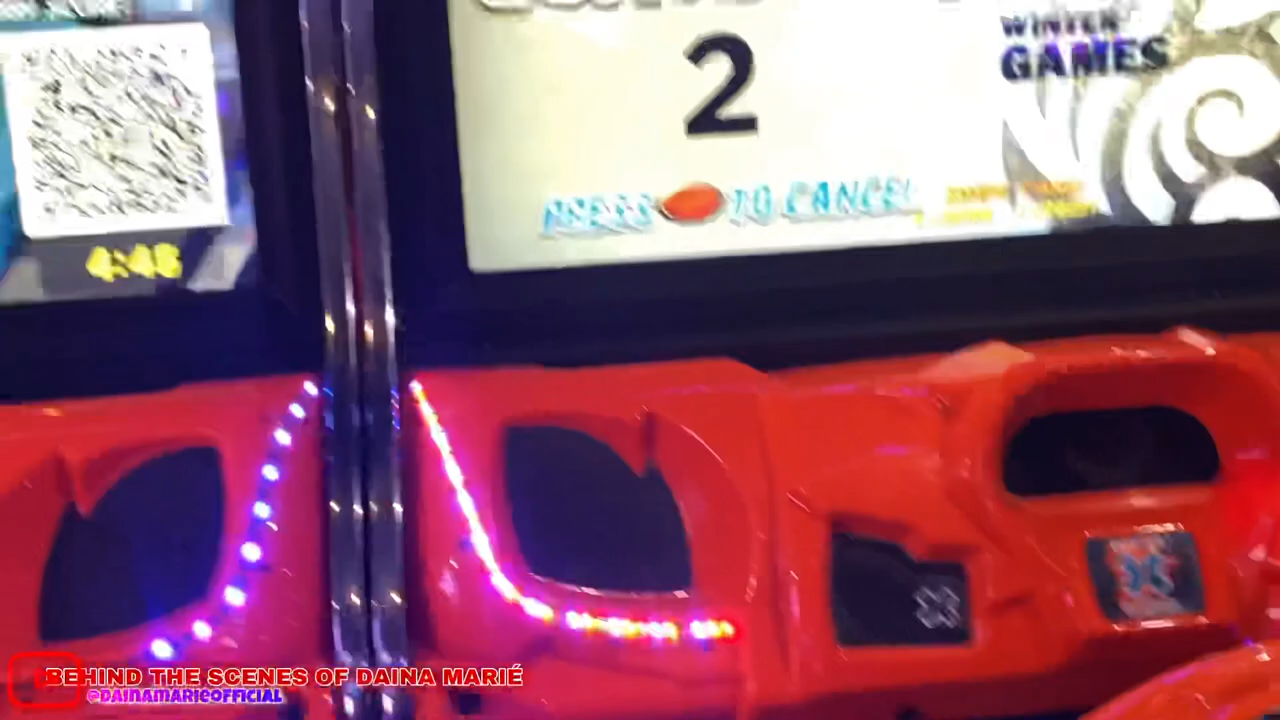 2
WINTER
GAMES
PRESS TO CANCEL
4:48
BEHIND THE SCENES OF DAINA MARIÉ
@DAINAMARIEOFFICIAL